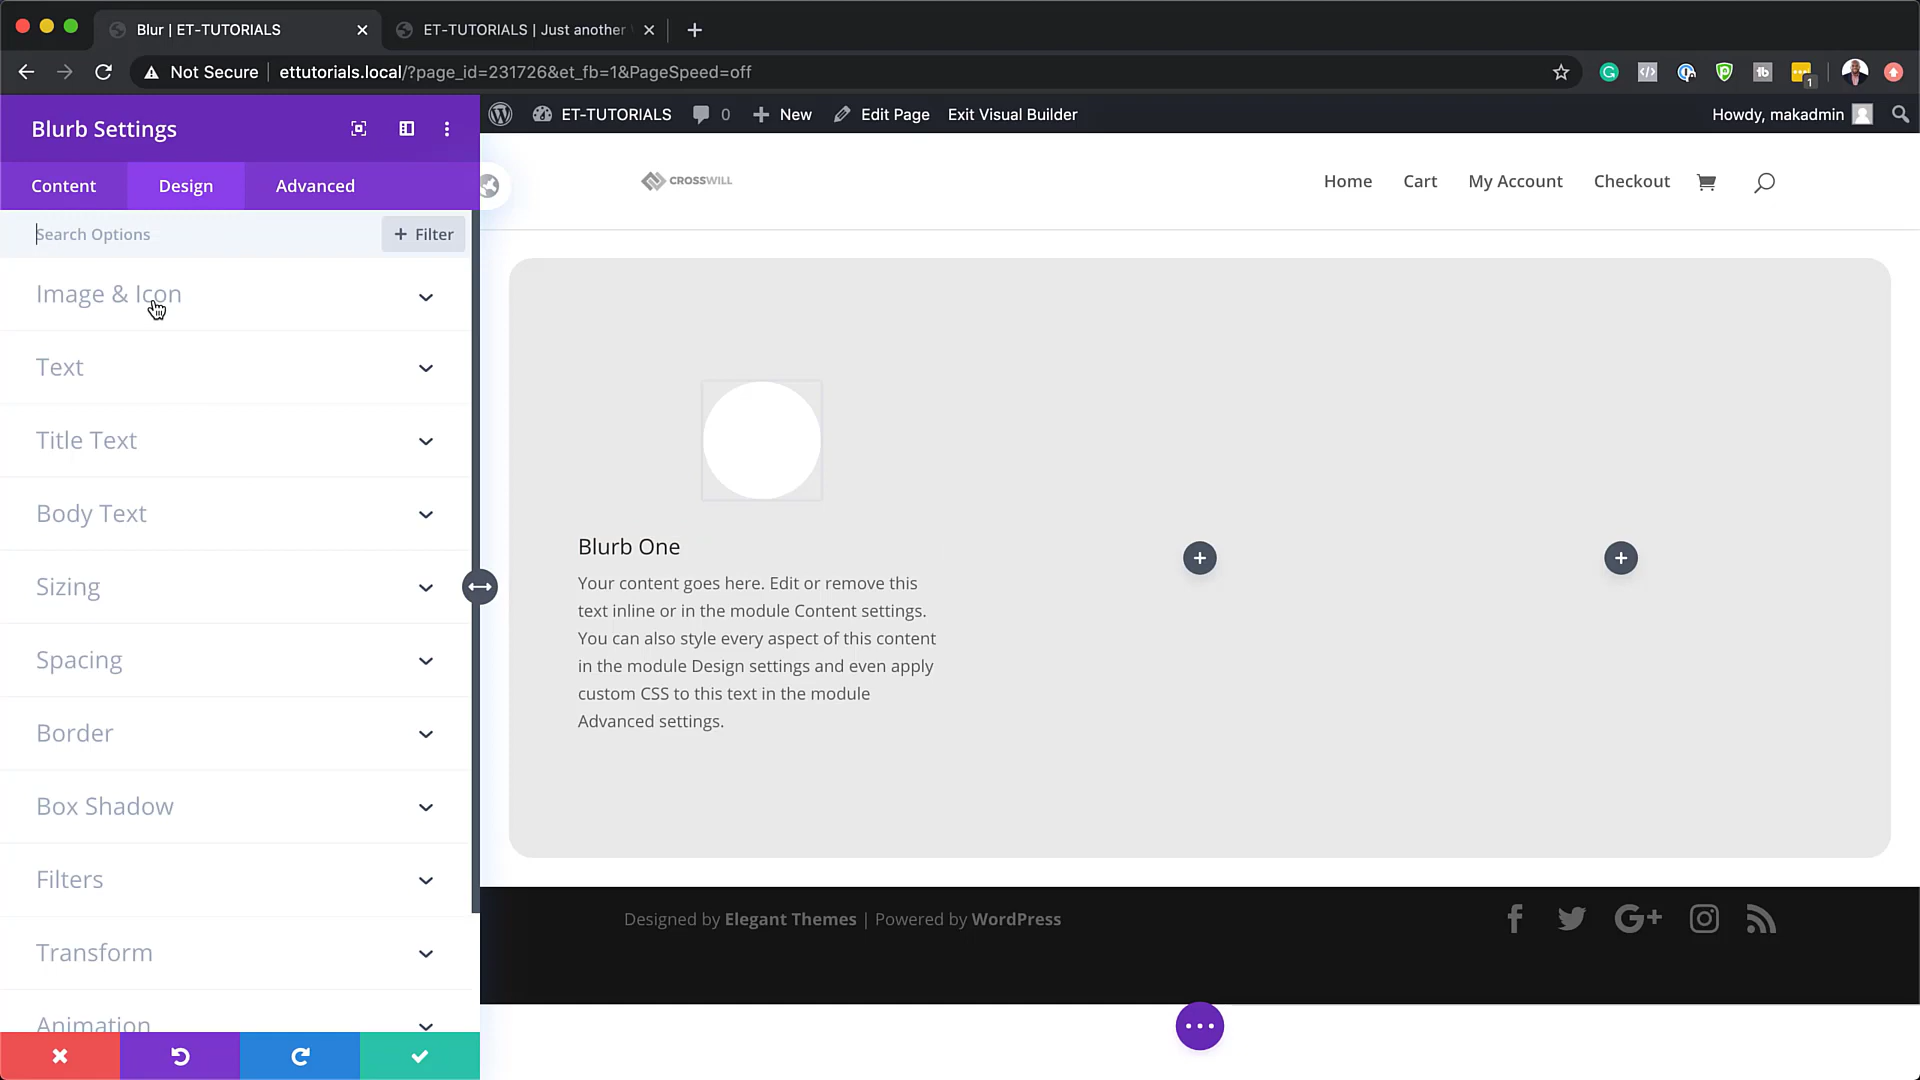 Blur | ET-TUTORIALS
ET-TUTORIALS | Just another
Not Secure
ettutorials.local/?page_id=231726&et_fb=1&PageSpeed=off
1
Blurb Settings
ET-TUTORIALS
0
New
Edit Page
Exit Visual Builder
Howdy, makadmin
Content
Design
Advanced
CROSSWILL
Home
Cart
My Account
Checkout
Search Options
+ Filter
Image & Icon
Text
Title Text
Body Text
Sizing
Spacing
Border
Box Shadow
Filters
Transform
Animation
Blurb One
Your content goes here. Edit or remove this
text inline or in the module Content settings.
You can also style every aspect of this content
in the module Design settings and even apply
custom CSS to this text in the module
Advanced settings.
Designed by Elegant Themes | Powered by WordPress